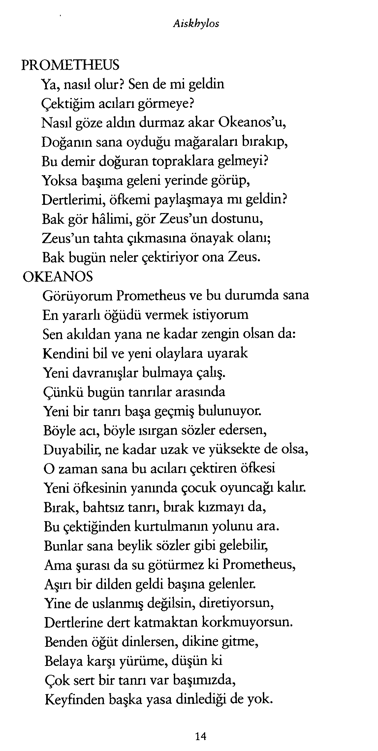 Aiskhylos
PROMETHEUS
Ya, nasıl olur? Sen de mi geldin
Çektiğim acıları görmeye?
Nasıl göze aldın durmaz akar Okeanos'u,
Doğanın sana oyduğu mağaraları bırakıp,
Bu demir doğuran topraklara gelmeyi?
Yoksa başıma geleni yerinde görüp,
Dertlerimi, öfkemi paylaşmaya mı geldin?
Bak gör hâlimi, gör Zeus'un dostunu,
Zeus'un tahta çıkmasına önayak olanı;
Bak bugün neler çektiriyor ona Zeus.
OKEANOS
Görüyorum Prometheus ve bu durumda sana
En yararlı öğüdü vermek istiyorum
Sen akıldan yana ne kadar zengin olsan da:
Kendini bil ve yeni olaylara uyarak
Yeni davranışlar bulmaya çalış.
Çünkü bugün tanrılar arasında
Yeni bir tanrı başa geçmiş bulunuyor.
Böyle acı, böyle ısırgan sözler edersen,
Duyabilir, ne kadar uzak ve yüksekte de olsa,
O zaman sana bu acıları çektiren öfkesi
Yeni öfkesinin yanında çocuk oyuncağı kalır.
Bırak, bahtsız tanrı, bırak kızmayı da,
Bu çektiğinden kurtulmanın yolunu ara.
Bunlar sana beylik sözler gibi gelebilir,
Ama şurası da su götürmez ki Prometheus,
Aşırı bir dilden geldi başına gelenler.
Yine de uslanmış değilsin, diretiyorsun,
Dertlerine dert katmaktan korkmuyorsun.
Benden öğüt dinlersen, dikine gitme,
Belaya karşı yürüme, düşün ki
Çok sert bir tanrı var başımızda,
Keyfinden başka yasa dinlediği de yok.
14